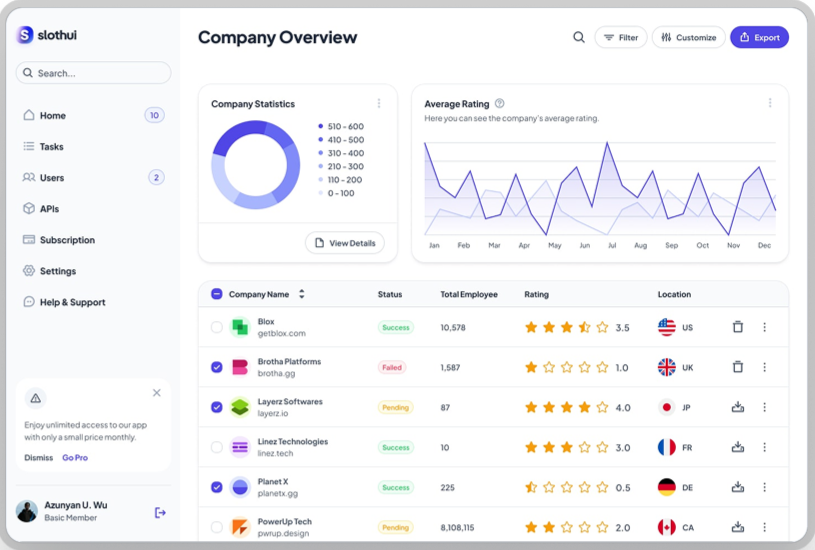 S slothui
Search...
Home 10
Tasks
Users 2
APIs
Subscription
Settings
Help & Support
Enjoy unlimited access to our app
with only a small price monthly.
Dismiss Go Pro
Azunyan U. Wu
Basic Member
Company Overview
Filter Customize Export
Company Statistics
510 - 600
410 - 500
310 - 400
210 - 300
110 - 200
0 - 100
View Details
Average Rating
Here you can see the company's average rating.
Jan Feb Mar Apr May Jun Jul Aug Sep Oct Nov Dec
Company Name Status Total Employee Rating Location
Blox
getblox.com
Success 10,578 3.5 US
Brotha Platforms
brotha.gg
Failed 1,587 1.0 UK
Layerz Softwares
layerz.io
Pending 87 4.0 JP
Linez Technologies
linez.tech
Success 10 3.0 FR
Planet X
planetx.gg
Success 225 0.5 DE
PowerUp Tech
pwrup.design
Pending 8,108,115 2.0 CA